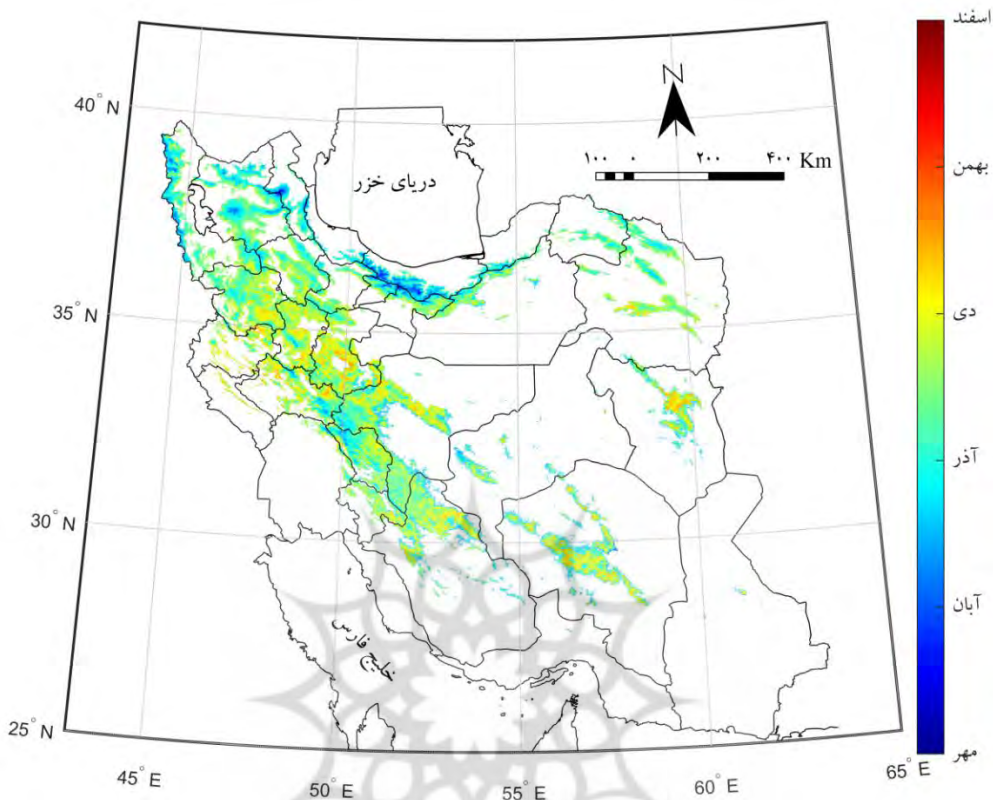 اسفند
بهمن
دی
آذر
آبان
مهر
N
۱۰۰ ۰ ۲۰۰ ۴۰۰ Km
دریای خزر
خلیج فارس
40° N
35° N
30° N
25° N
45° E
50° E
55° E
60° E
65° E